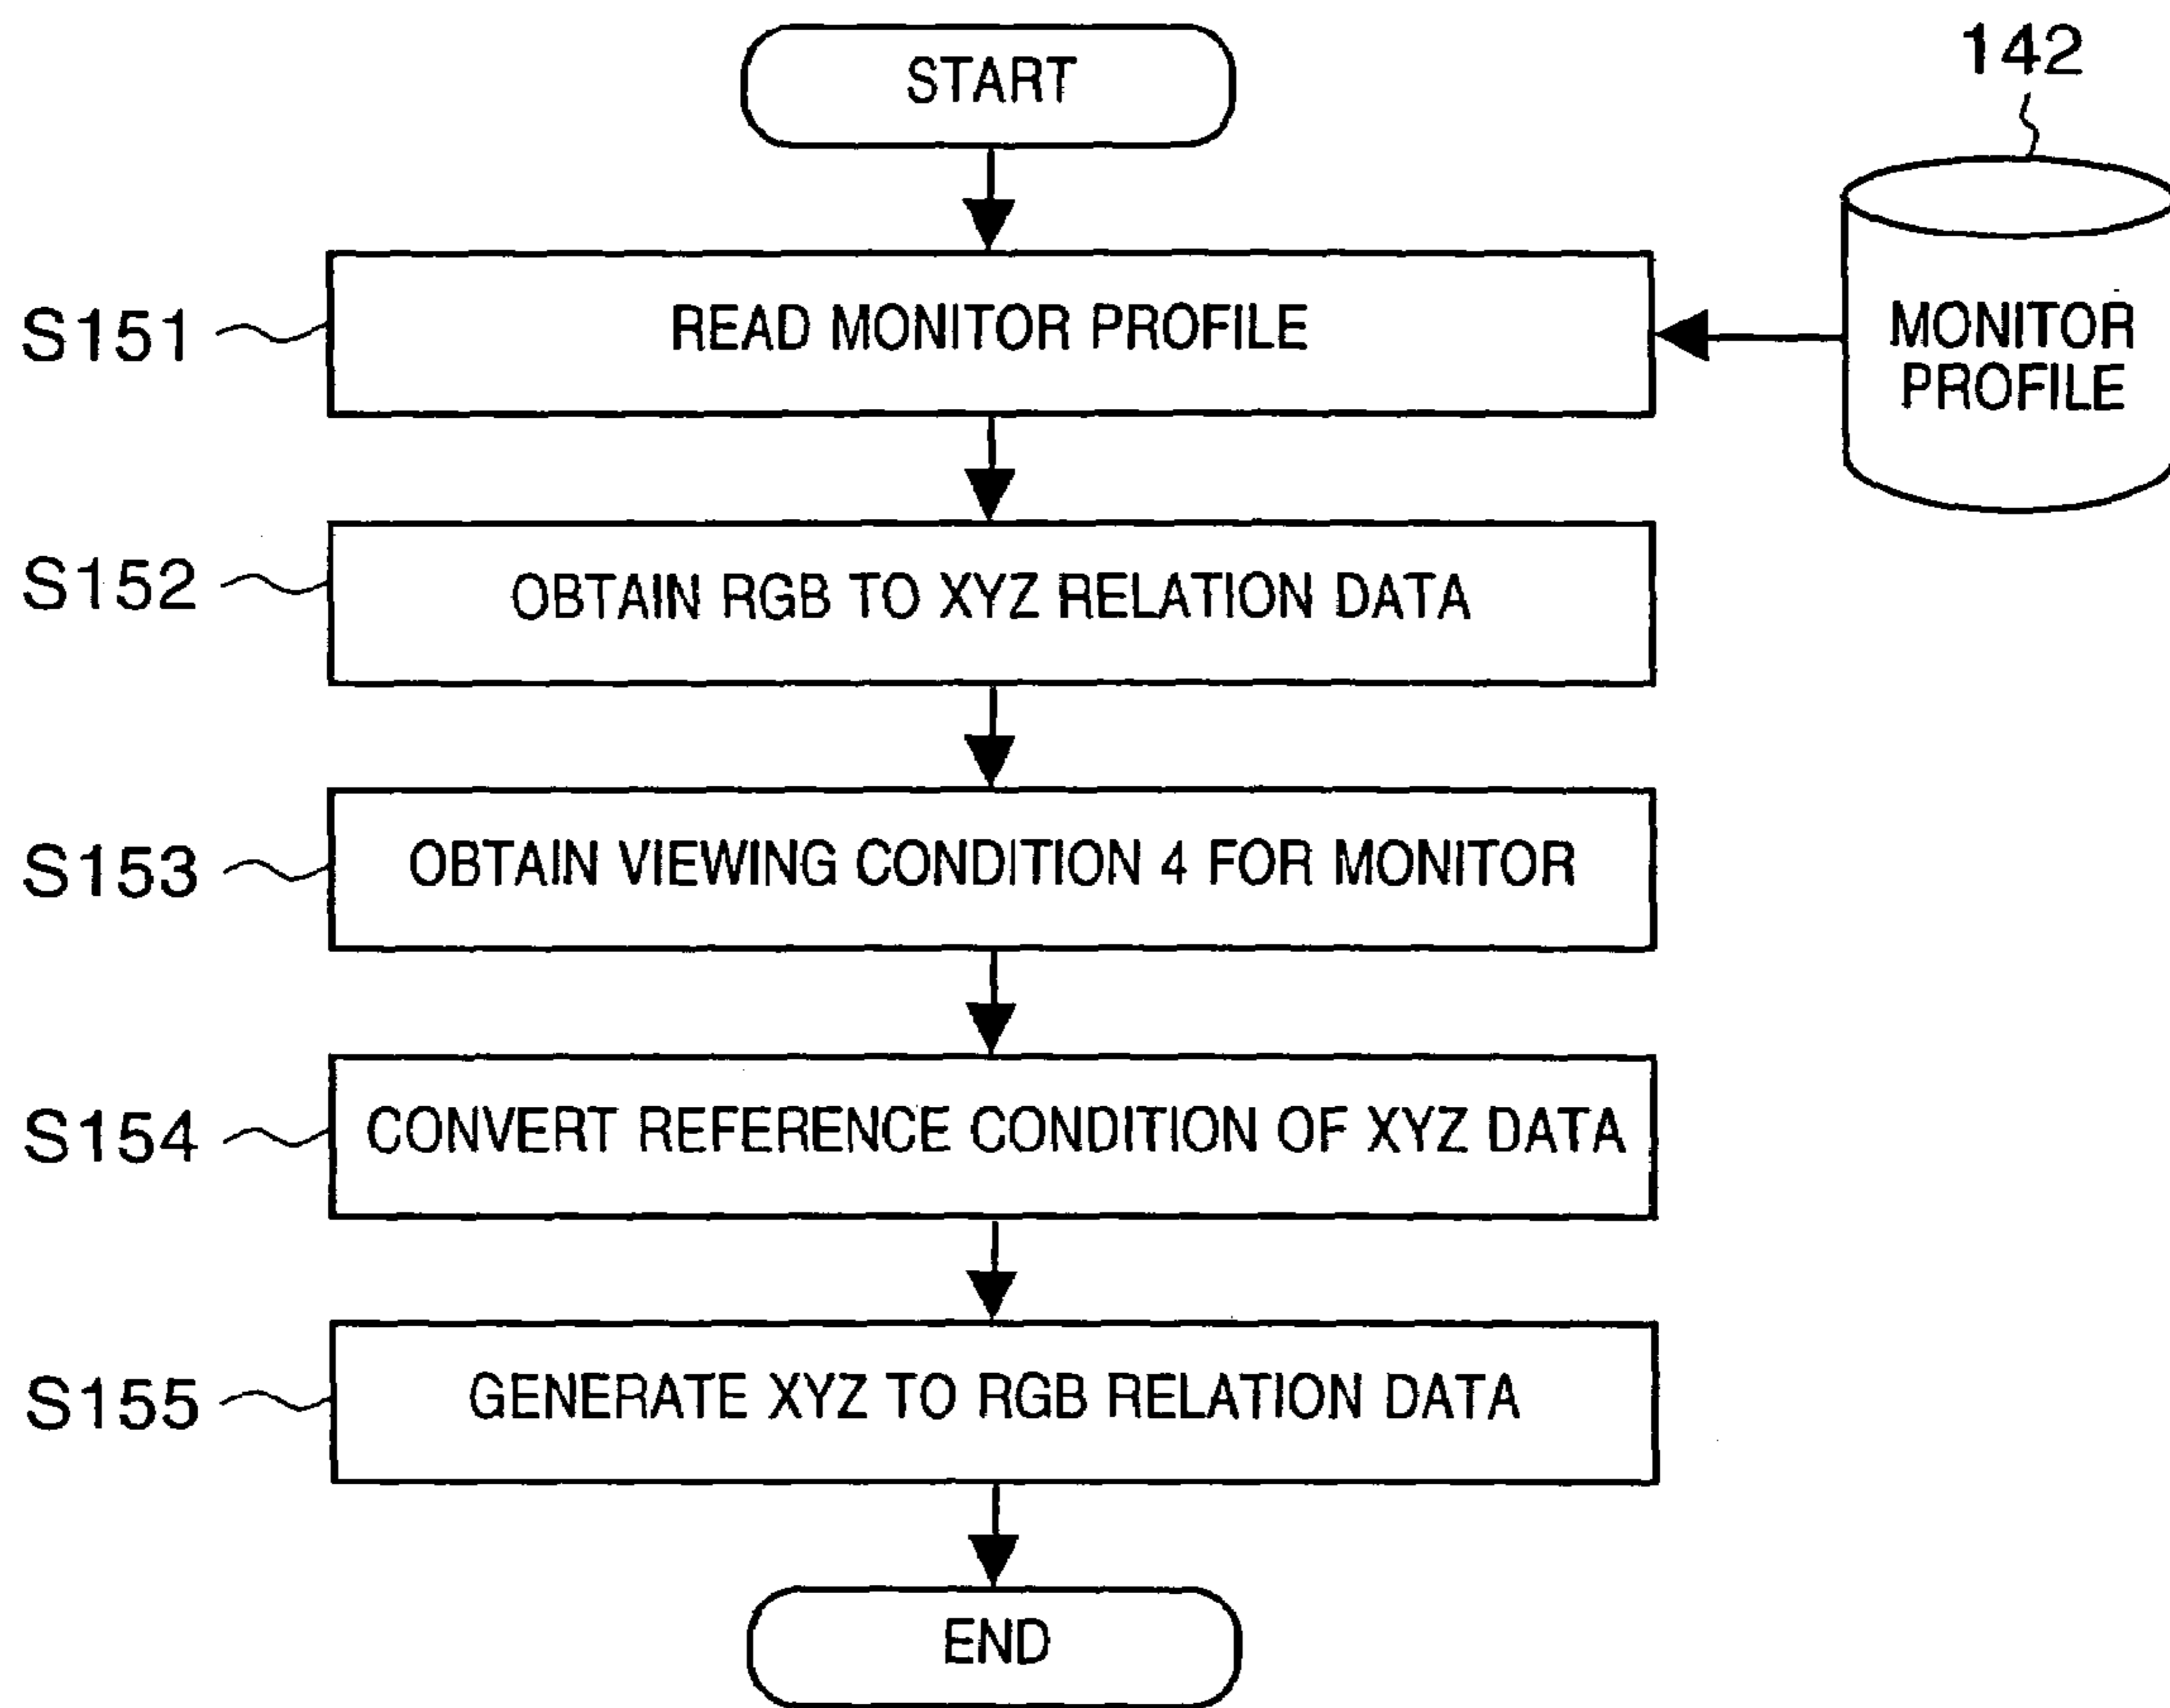 START
142
S151
READ MONITOR PROFILE
MONITOR
PROFILE
S152
OBTAIN RGB TO XYZ RELATION DATA
S153
OBTAIN VIEWING CONDITION 4 FOR MONITOR
S154
CONVERT REFERENCE CONDITION OF XYZ DATA
S155
GENERATE XYZ TO RGB RELATION DATA
END